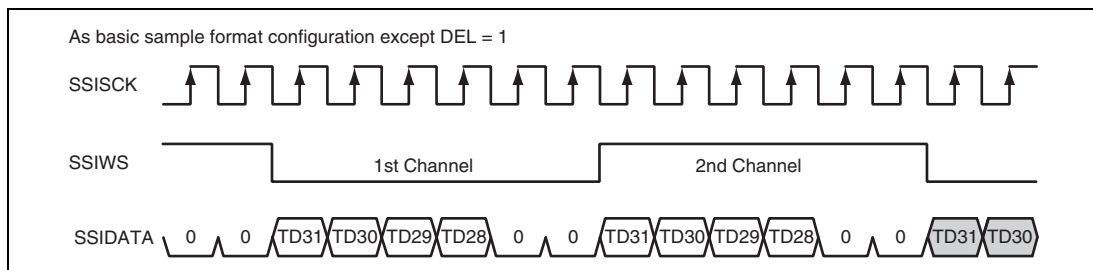 As basic sample format configuration except DEL = 1
SSISCK
SSIWS 1st Channel 2nd Channel
SSIDATA 0 0 TD31 TD30 TD29 TD28 0 0 TD31 TD30 TD29 TD28 0 0 TD31 TD30